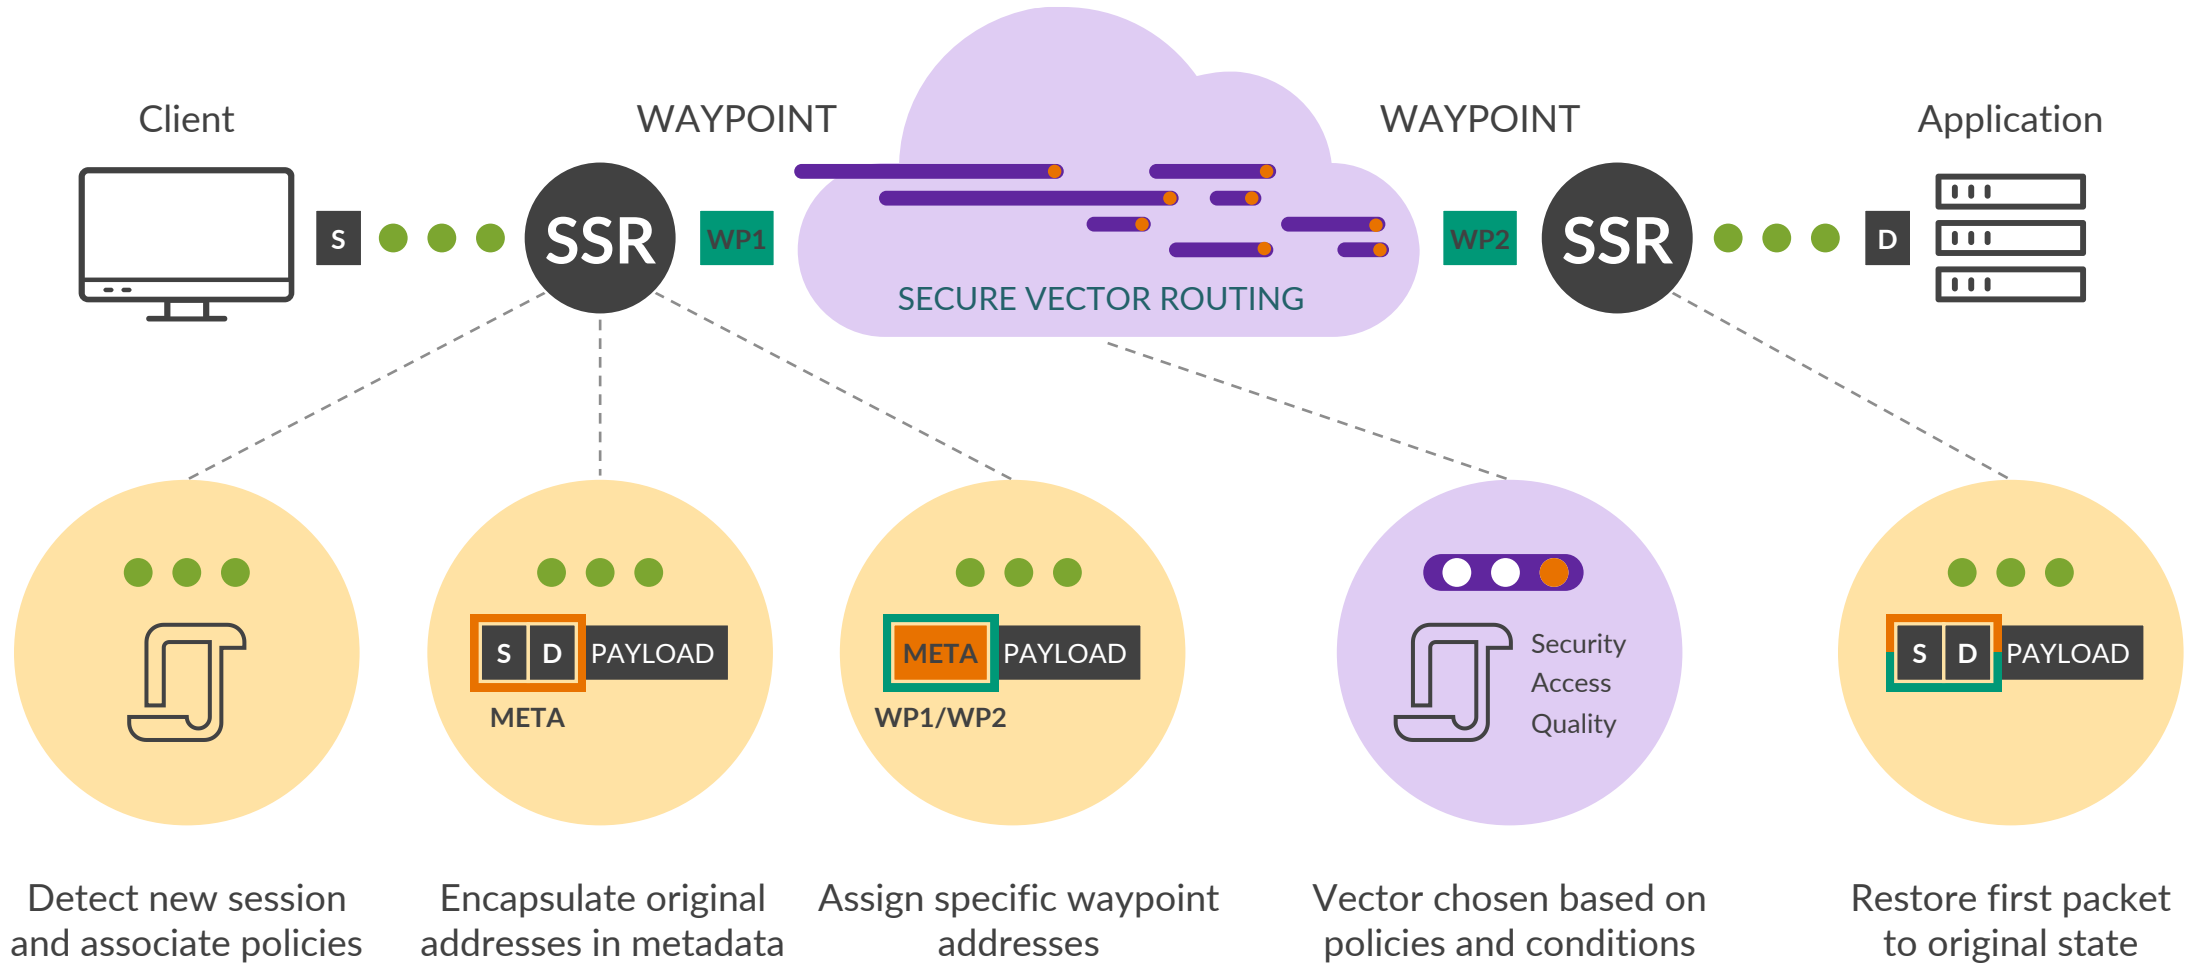 Client
WAYPOINT
WAYPOINT
Application
S
SSR
WP1
WP2
SSR
D
SECURE VECTOR ROUTING
S D PAYLOAD
META
META PAYLOAD
WP1/WP2
Security
Access
Quality
S D PAYLOAD
Detect new session
and associate policies
Encapsulate original
addresses in metadata
Assign specific waypoint
addresses
Vector chosen based on
policies and conditions
Restore first packet
to original state